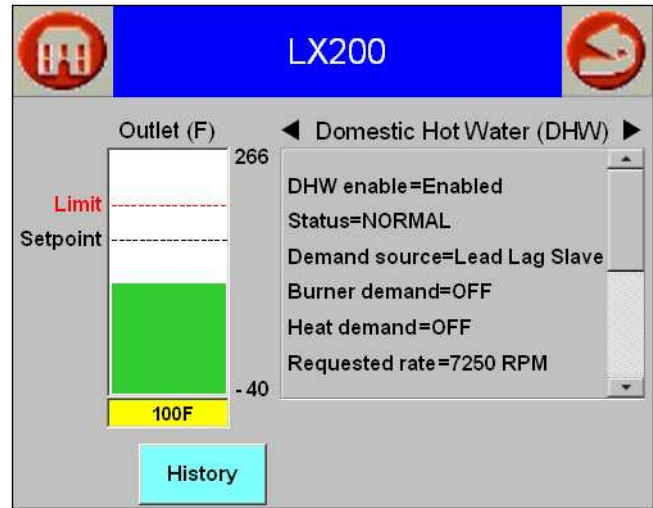 LX200
Outlet (F)
266
Limit
Setpoint
- 40
100F
History
◀ Domestic Hot Water (DHW) ▶
DHW enable=Enabled
Status=NORMAL
Demand source=Lead Lag Slave
Burner demand=OFF
Heat demand=OFF
Requested rate=7250 RPM